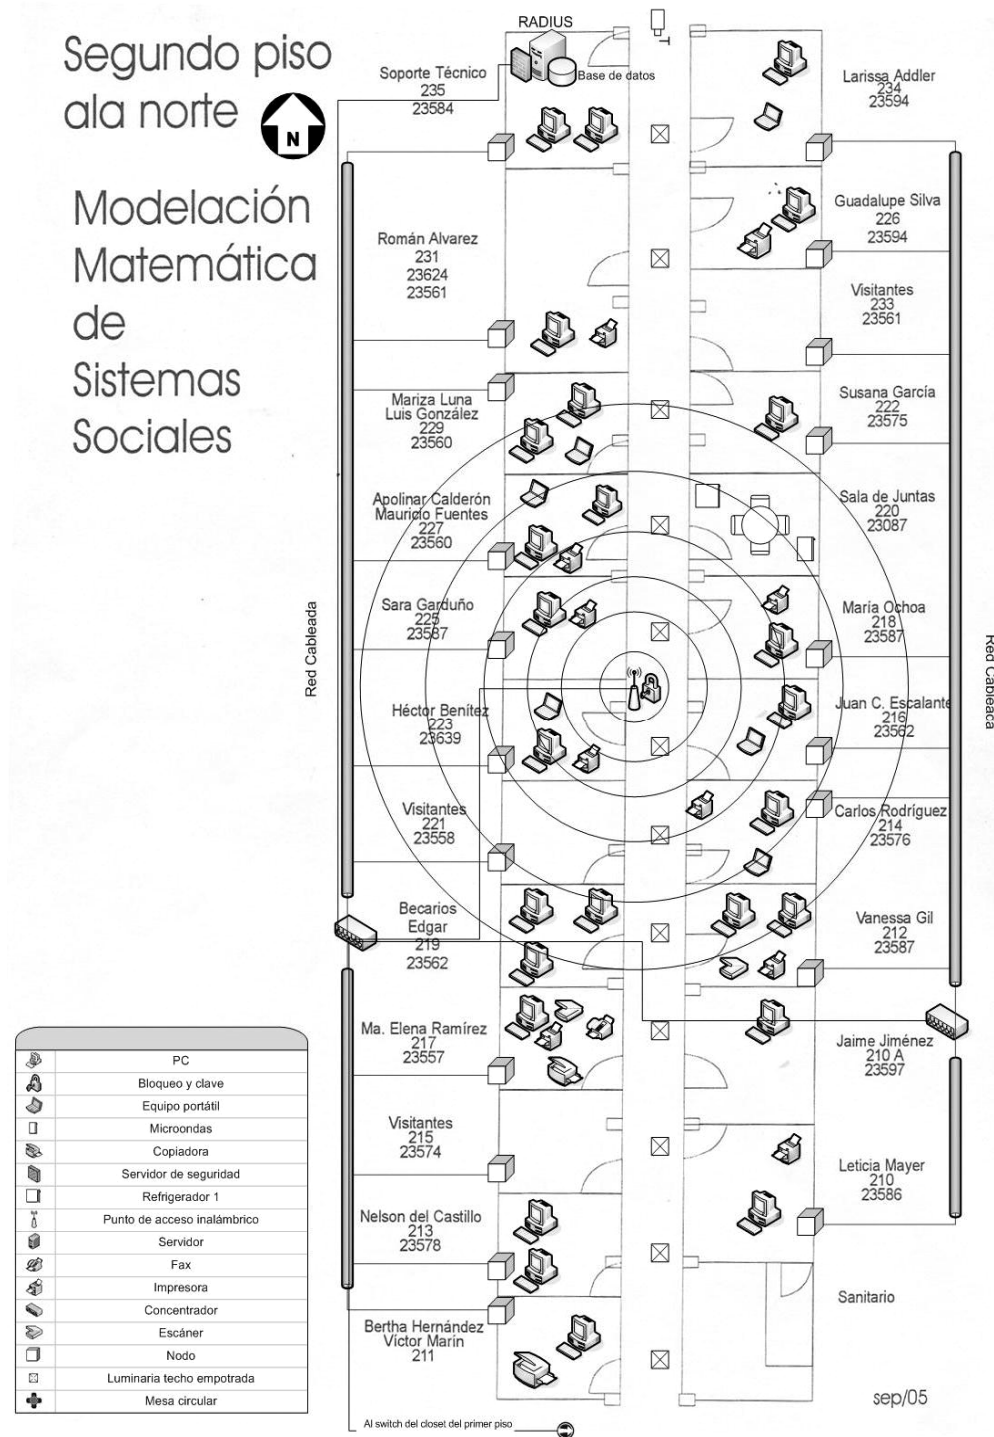 Segundo piso
ala norte
N
Modelación
Matemática
de
Sistemas
Sociales
RADIUS
Base de datos
Soporte Técnico
235
23584
Román Alvarez
231
23624
23561
Mariza Luna
Luis González
229
23560
Apolinar Calderón
Mauricio Fuentes
227
23560
Sara Garduño
225
23587
Héctor Benítez
223
23639
Visitantes
221
23558
Becarios
Edgar
219
23562
Ma. Elena Ramírez
217
23557
Visitantes
215
23574
Nelson del Castillo
213
23578
Bertha Hernández
Víctor Marín
211
Larissa Addler
234
23594
Guadalupe Silva
226
23594
Visitantes
233
23561
Susana García
222
23575
Sala de Juntas
220
23087
María Ochoa
218
23587
Juan C. Escalante
216
23562
Carlos Rodríguez
214
23576
Vanessa Gil
212
23587
Jaime Jiménez
210 A
23597
Leticia Mayer
210
23586
Sanitario
Red Cableada
Red Cableaca
PC
Bloqueo y clave
Equipo portátil
Microondas
Copiadora
Servidor de seguridad
Refrigerador 1
Punto de acceso inalámbrico
Servidor
Fax
Impresora
Concentrador
Escáner
Nodo
Luminaria techo empotrada
Mesa circular
Al switch del closet del primer piso
sep/05